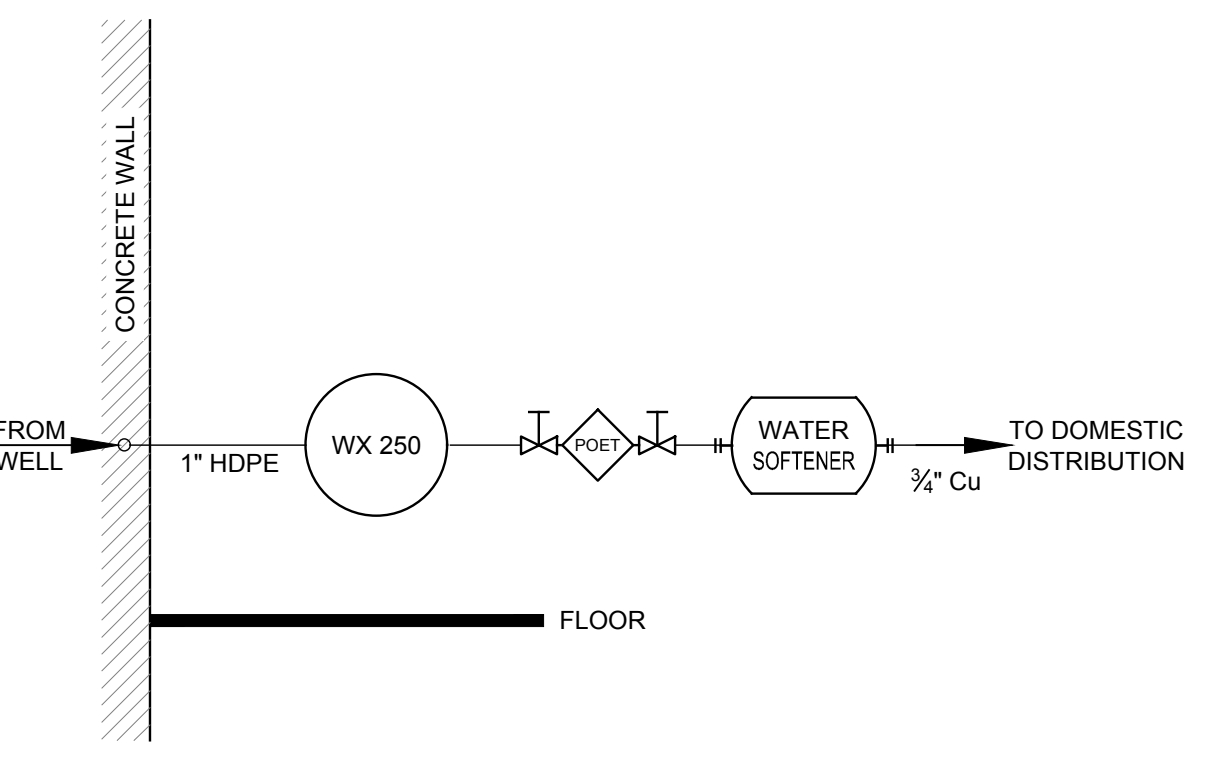 CONCRETE WALL
FROM
WELL
1" HDPE
WX 250
POET
WATER
SOFTENER
¾" Cu
TO DOMESTIC
DISTRIBUTION
FLOOR